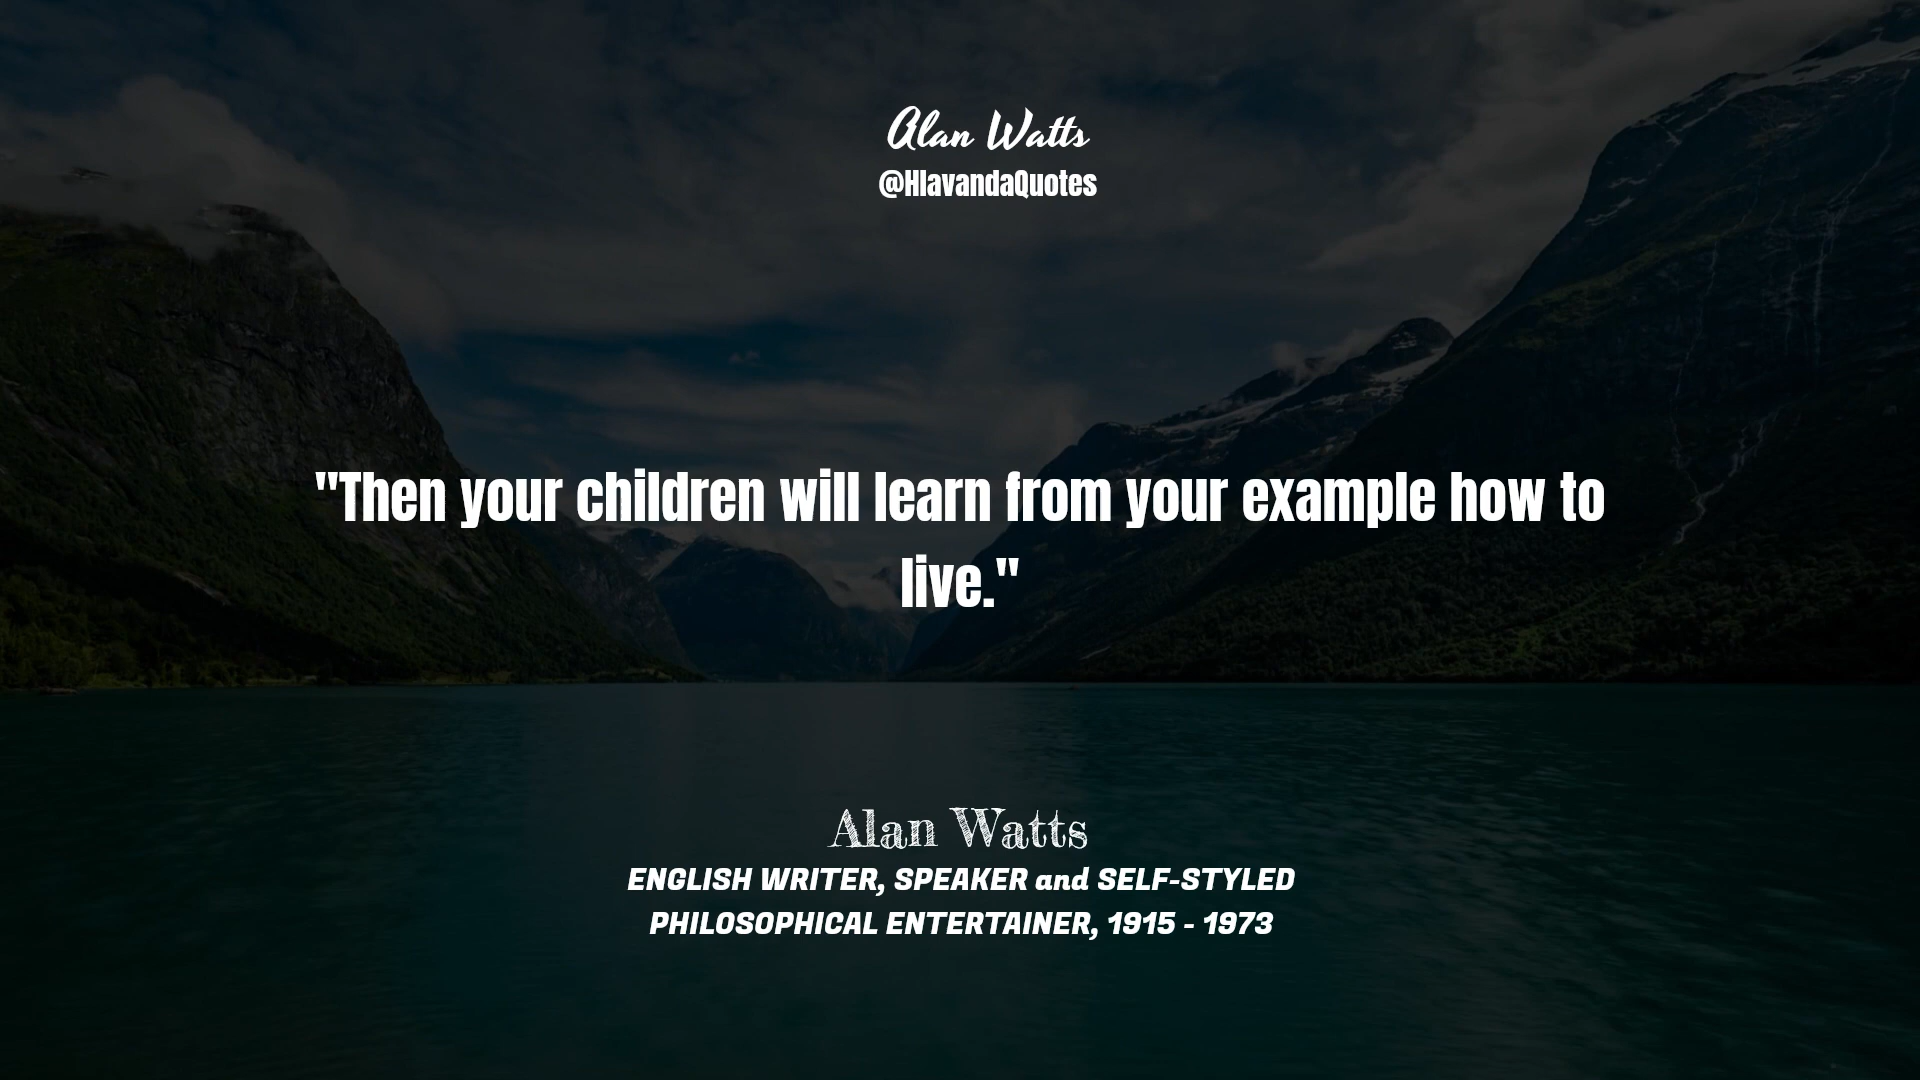 Alan Watts
@HlavandaQuotes
"Then your children will learn from your example how to
live."
Alan Watts
ENGLISH WRITER, SPEAKER and SELF-STYLED
PHILOSOPHICAL ENTERTAINER, 1915 - 1973